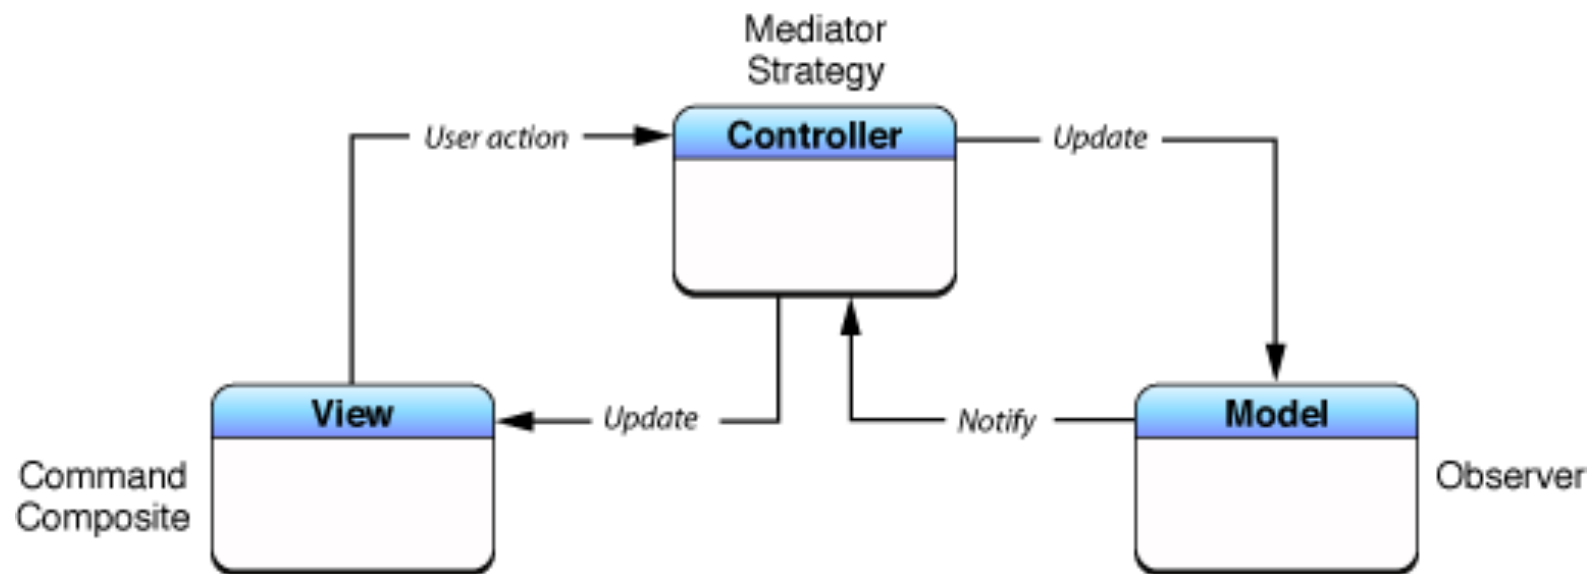 Mediator
Strategy
User action
Controller
Update
View
Update
Notify
Model
Command
Composite
Observer